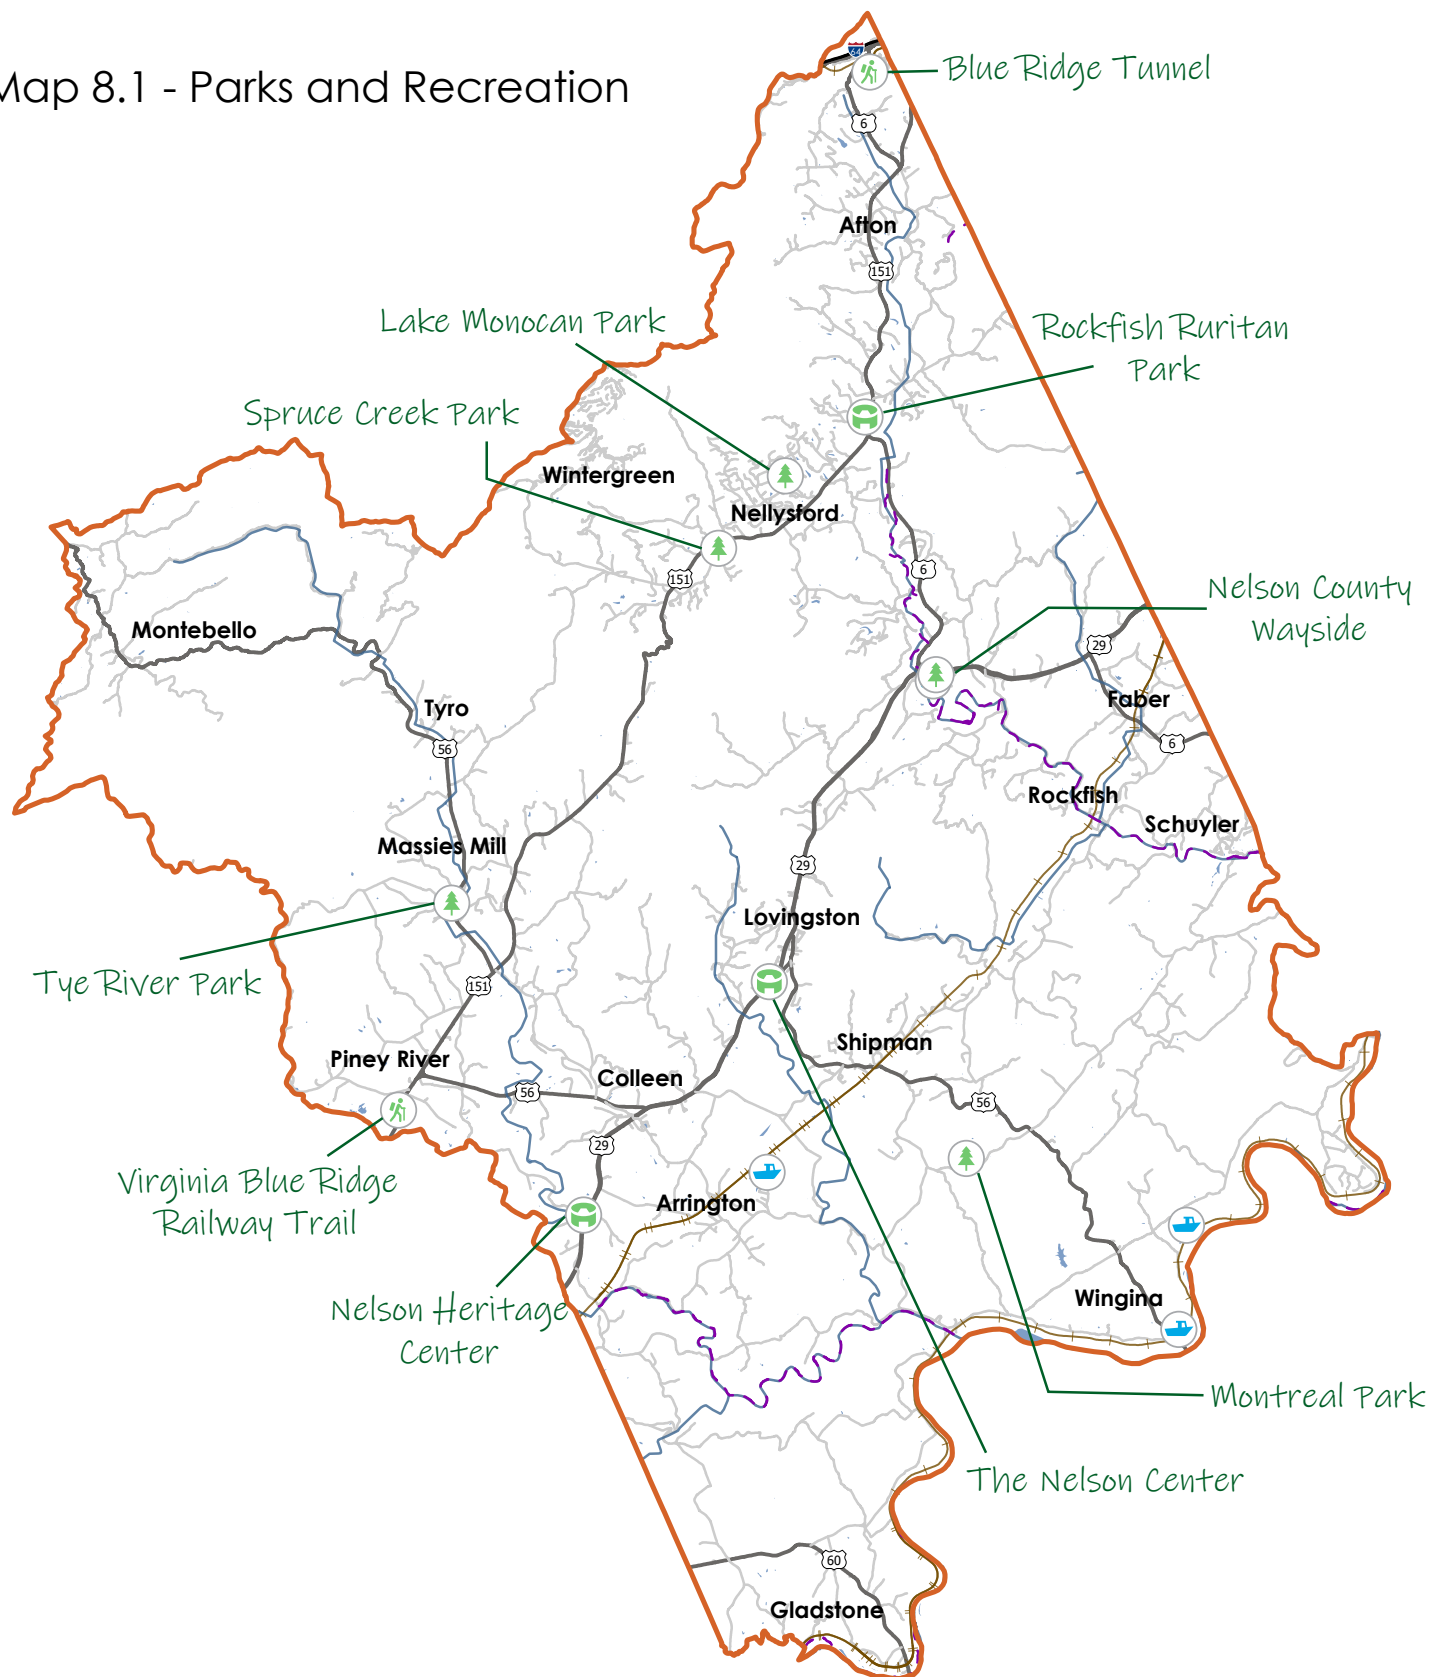 Map 8.1 - Parks and Recreation
64
Blue Ridge Tunnel
6
Afton
151
Lake Monocan Park
Rockfish Ruritan
Park
Spruce Creek Park
Wintergreen
Nellysford
151
6
Nelson County
Wayside
Montebello
29
Faber
Tyro
56
6
Rockfish
Schuyler
Massies Mill
29
Lovingston
Tye River Park
151
Shipman
Piney River
Colleen
56
56
29
Virginia Blue Ridge
Railway Trail
Arrington
Nelson Heritage
Center
Wingina
Montreal Park
The Nelson Center
60
Gladstone